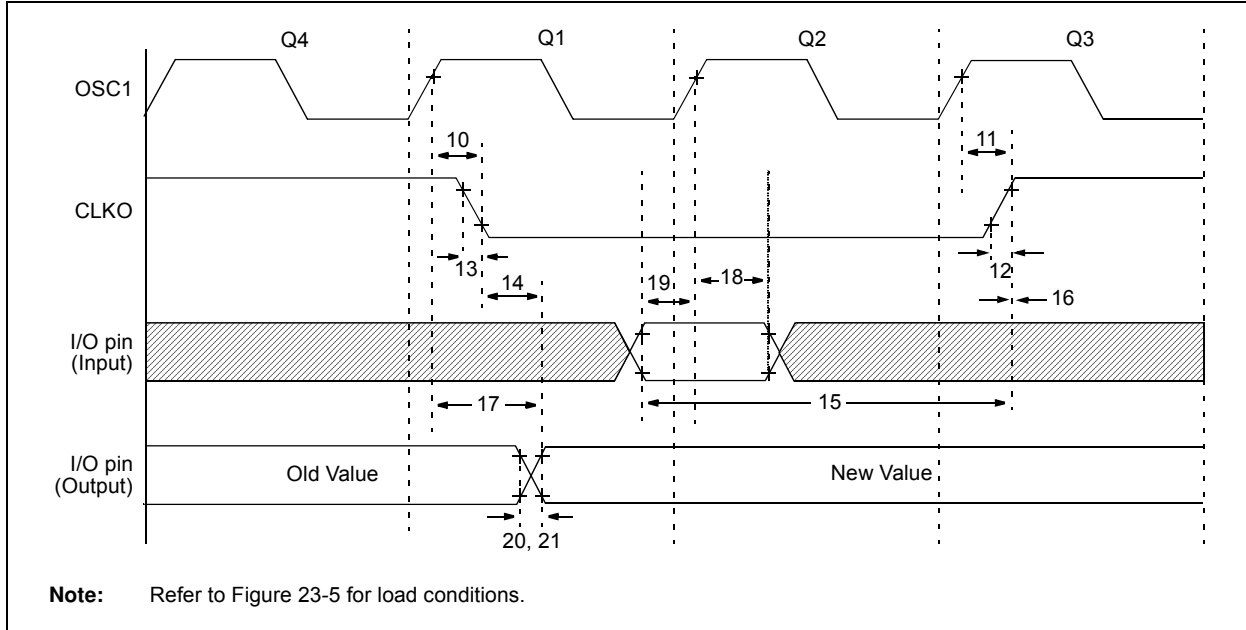 Q4 Q1 Q2 Q3
OSC1
10 11
CLKO
13 12
14 19 18 16
I/O pin
(Input)
17 15
I/O pin
(Output)
Old Value New Value
20, 21
Note: Refer to Figure 23-5 for load conditions.